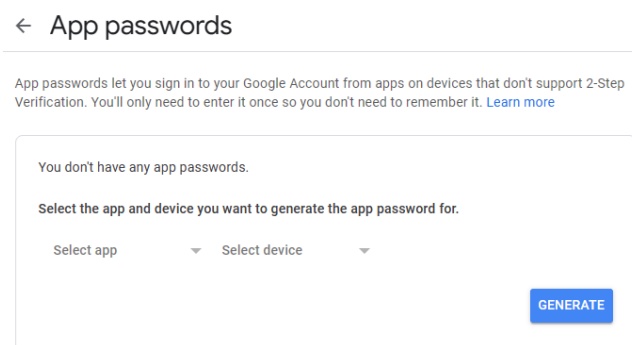 App passwords
App passwords let you sign in to your Google Account from apps on devices that don't support 2-Step
Verification. You'll only need to enter it once so you don't need to remember it. Learn more
You don't have any app passwords.
Select the app and device you want to generate the app password for.
Select app Select device
GENERATE